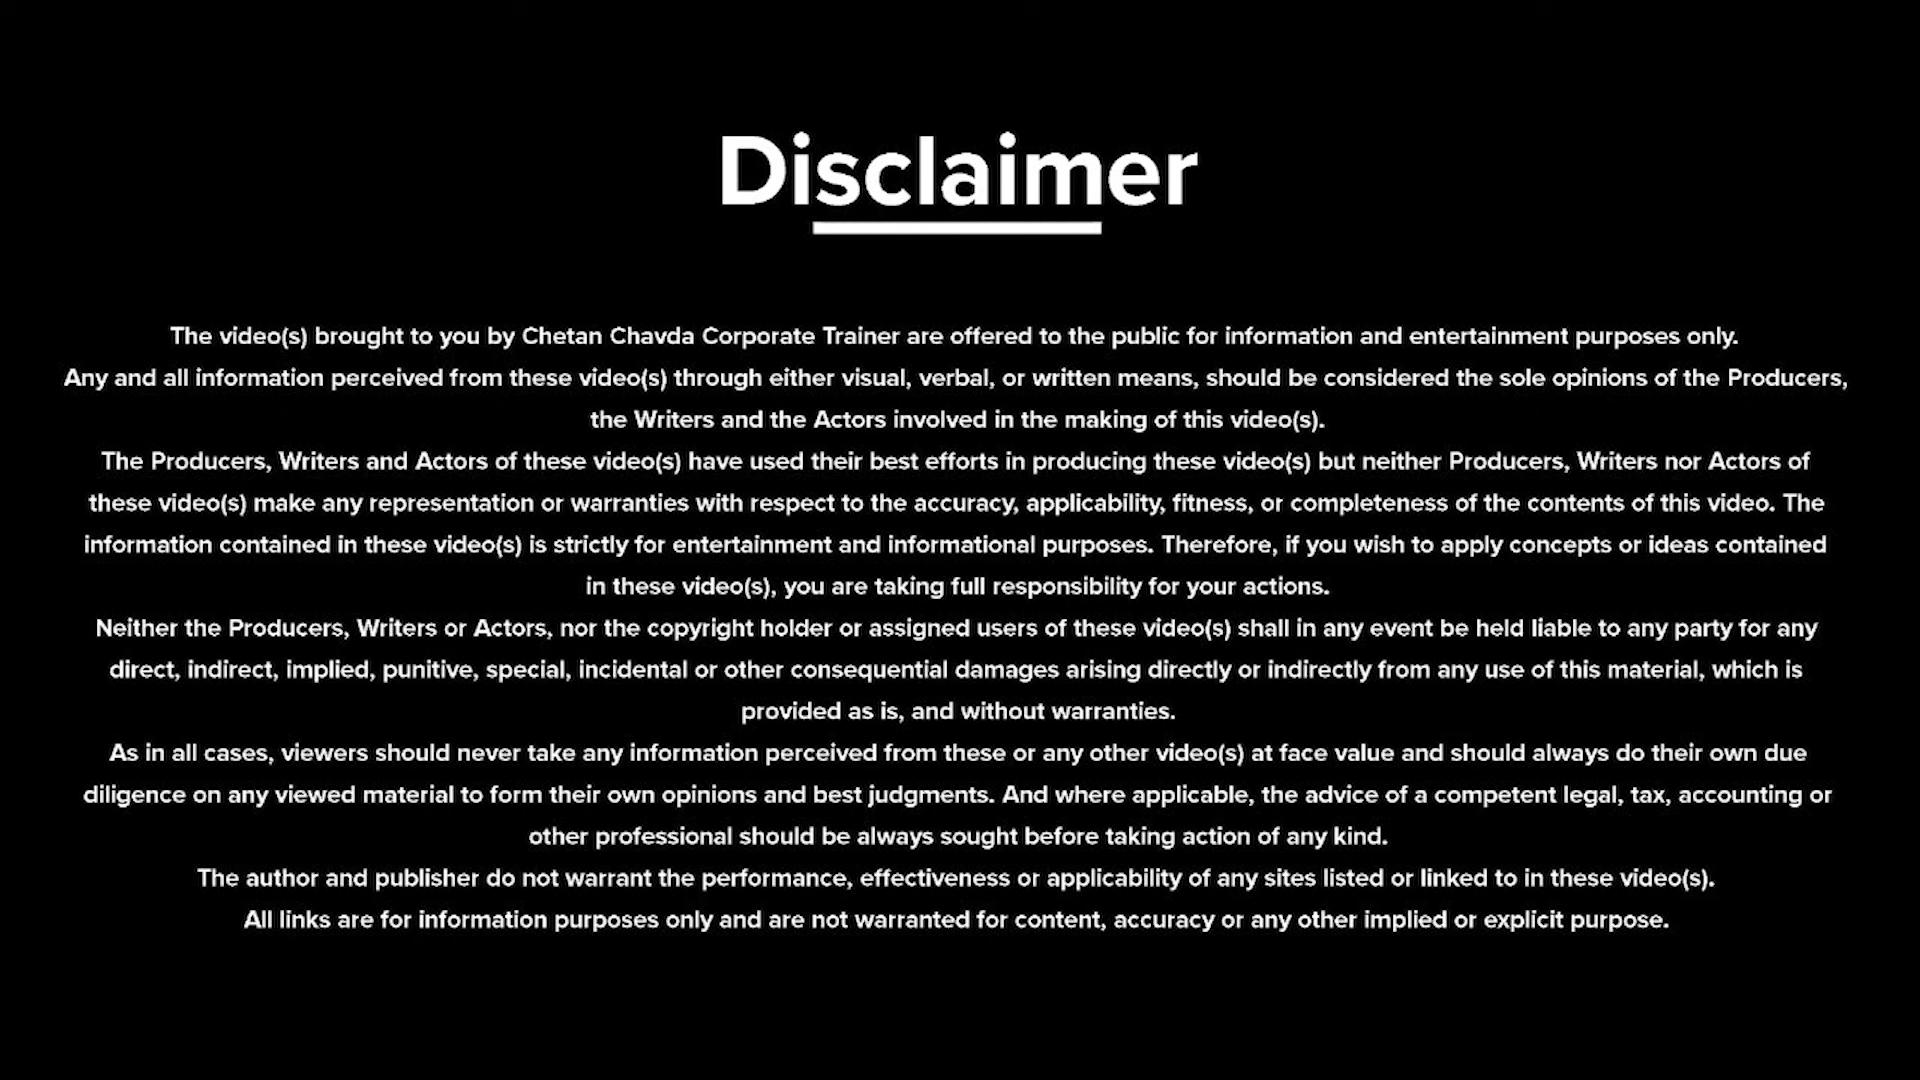 Disclaimer
The video(s) brought to you by Chetan Chavda Corporate Trainer are offered to the public for information and entertainment purposes only.
Any and all information perceived from these video(s) through either visual, verbal, or written means, should be considered the sole opinions of the Producers,
the Writers and the Actors involved in the making of this video(s).
The Producers, Writers and Actors of these video(s) have used their best efforts in producing these video(s) but neither Producers, Writers nor Actors of
these video(s) make any representation or warranties with respect to the accuracy, applicability, fitness, or completeness of the contents of this video. The
information contained in these video(s) is strictly for entertainment and informational purposes. Therefore, if you wish to apply concepts or ideas contained
in these video(s), you are taking full responsibility for your actions.
Neither the Producers, Writers or Actors, nor the copyright holder or assigned users of these video(s) shall in any event be held liable to any party for any
direct, indirect, implied, punitive, special, incidental or other consequential damages arising directly or indirectly from any use of this material, which is
provided as is, and without warranties.
As in all cases, viewers should never take any information perceived from these or any other video(s) at face value and should always do their own due
diligence on any viewed material to form their own opinions and best judgments. And where applicable, the advice of a competent legal, tax, accounting or
other professional should be always sought before taking action of any kind.
The author and publisher do not warrant the performance, effectiveness or applicability of any sites listed or linked to in these video(s).
All links are for information purposes only and are not warranted for content, accuracy or any other implied or explicit purpose.